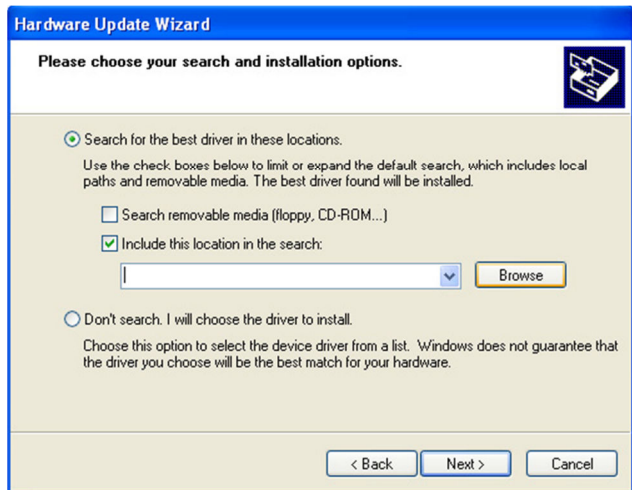 Hardware Update Wizard
Please choose your search and installation options.
Search for the best driver in these locations.
Use the check boxes below to limit or expand the default search, which includes local
paths and removable media. The best driver found will be installed.
Search removable media (floppy, CD-ROM...)
Include this location in the search:
Browse
Don't search. I will choose the driver to install.
Choose this option to select the device driver from a list. Windows does not guarantee that
the driver you choose will be the best match for your hardware.
< Back Next > Cancel